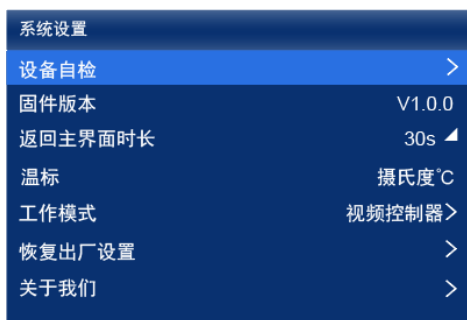 系统设置
设备自检 >
固件版本 V1.0.0
返回主界面时长 30s
温标 摄氏度℃
工作模式 视频控制器>
恢复出厂设置 >
关于我们 >